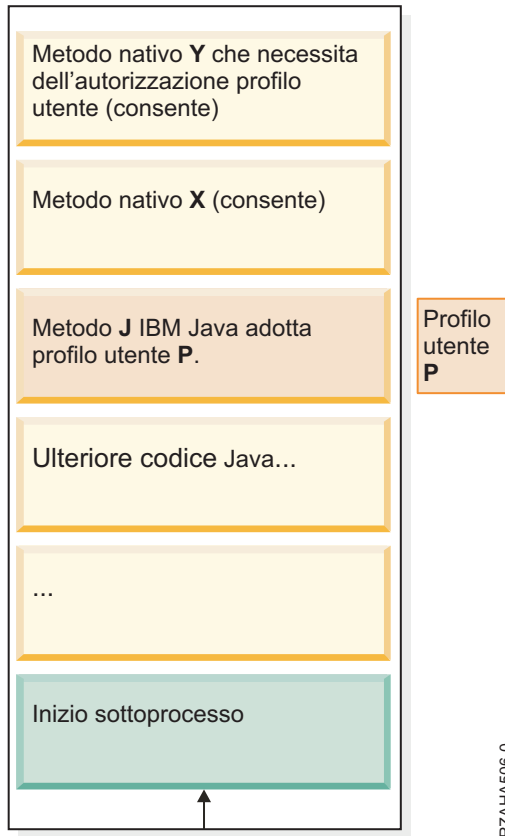 Metodo nativo Y che necessita
dell'autorizzazione profilo
utente (consente)
Metodo nativo X (consente)
Metodo J IBM Java adotta
profilo utente P.
Profilo
utente
P
Ulteriore codice Java...
...
Inizio sottoprocesso